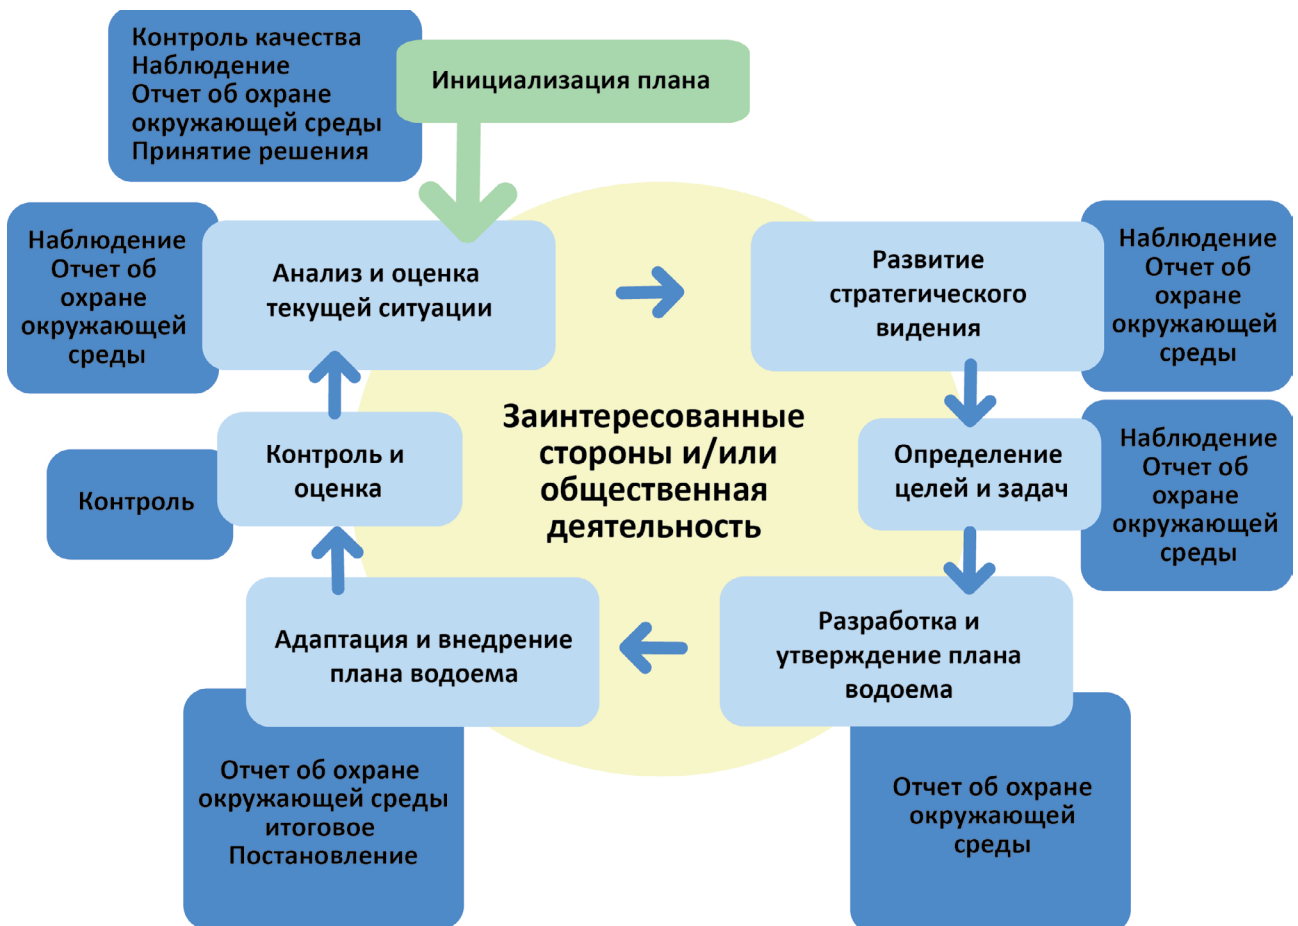 Контроль качества
Наблюдение
Отчет об охране
окружающей среды
Принятие решения
Инициализация плана
Наблюдение
Отчет об
охране
окружающей
среды
Анализ и оценка
текущей ситуации
Развитие
стратегического
видения
Наблюдение
Отчет об
охране
окружающей
среды
Заинтересованные
стороны и/или
общественная
деятельность
Контроль
Контроль и
оценка
Определение
целей и задач
Наблюдение
Отчет об
охране
окружающей
среды
Адаптация и внедрение
плана водоема
Разработка и
утверждение плана
водоема
Отчет об охране
окружающей среды
итоговое
Постановление
Отчет об охране
окружающей
среды